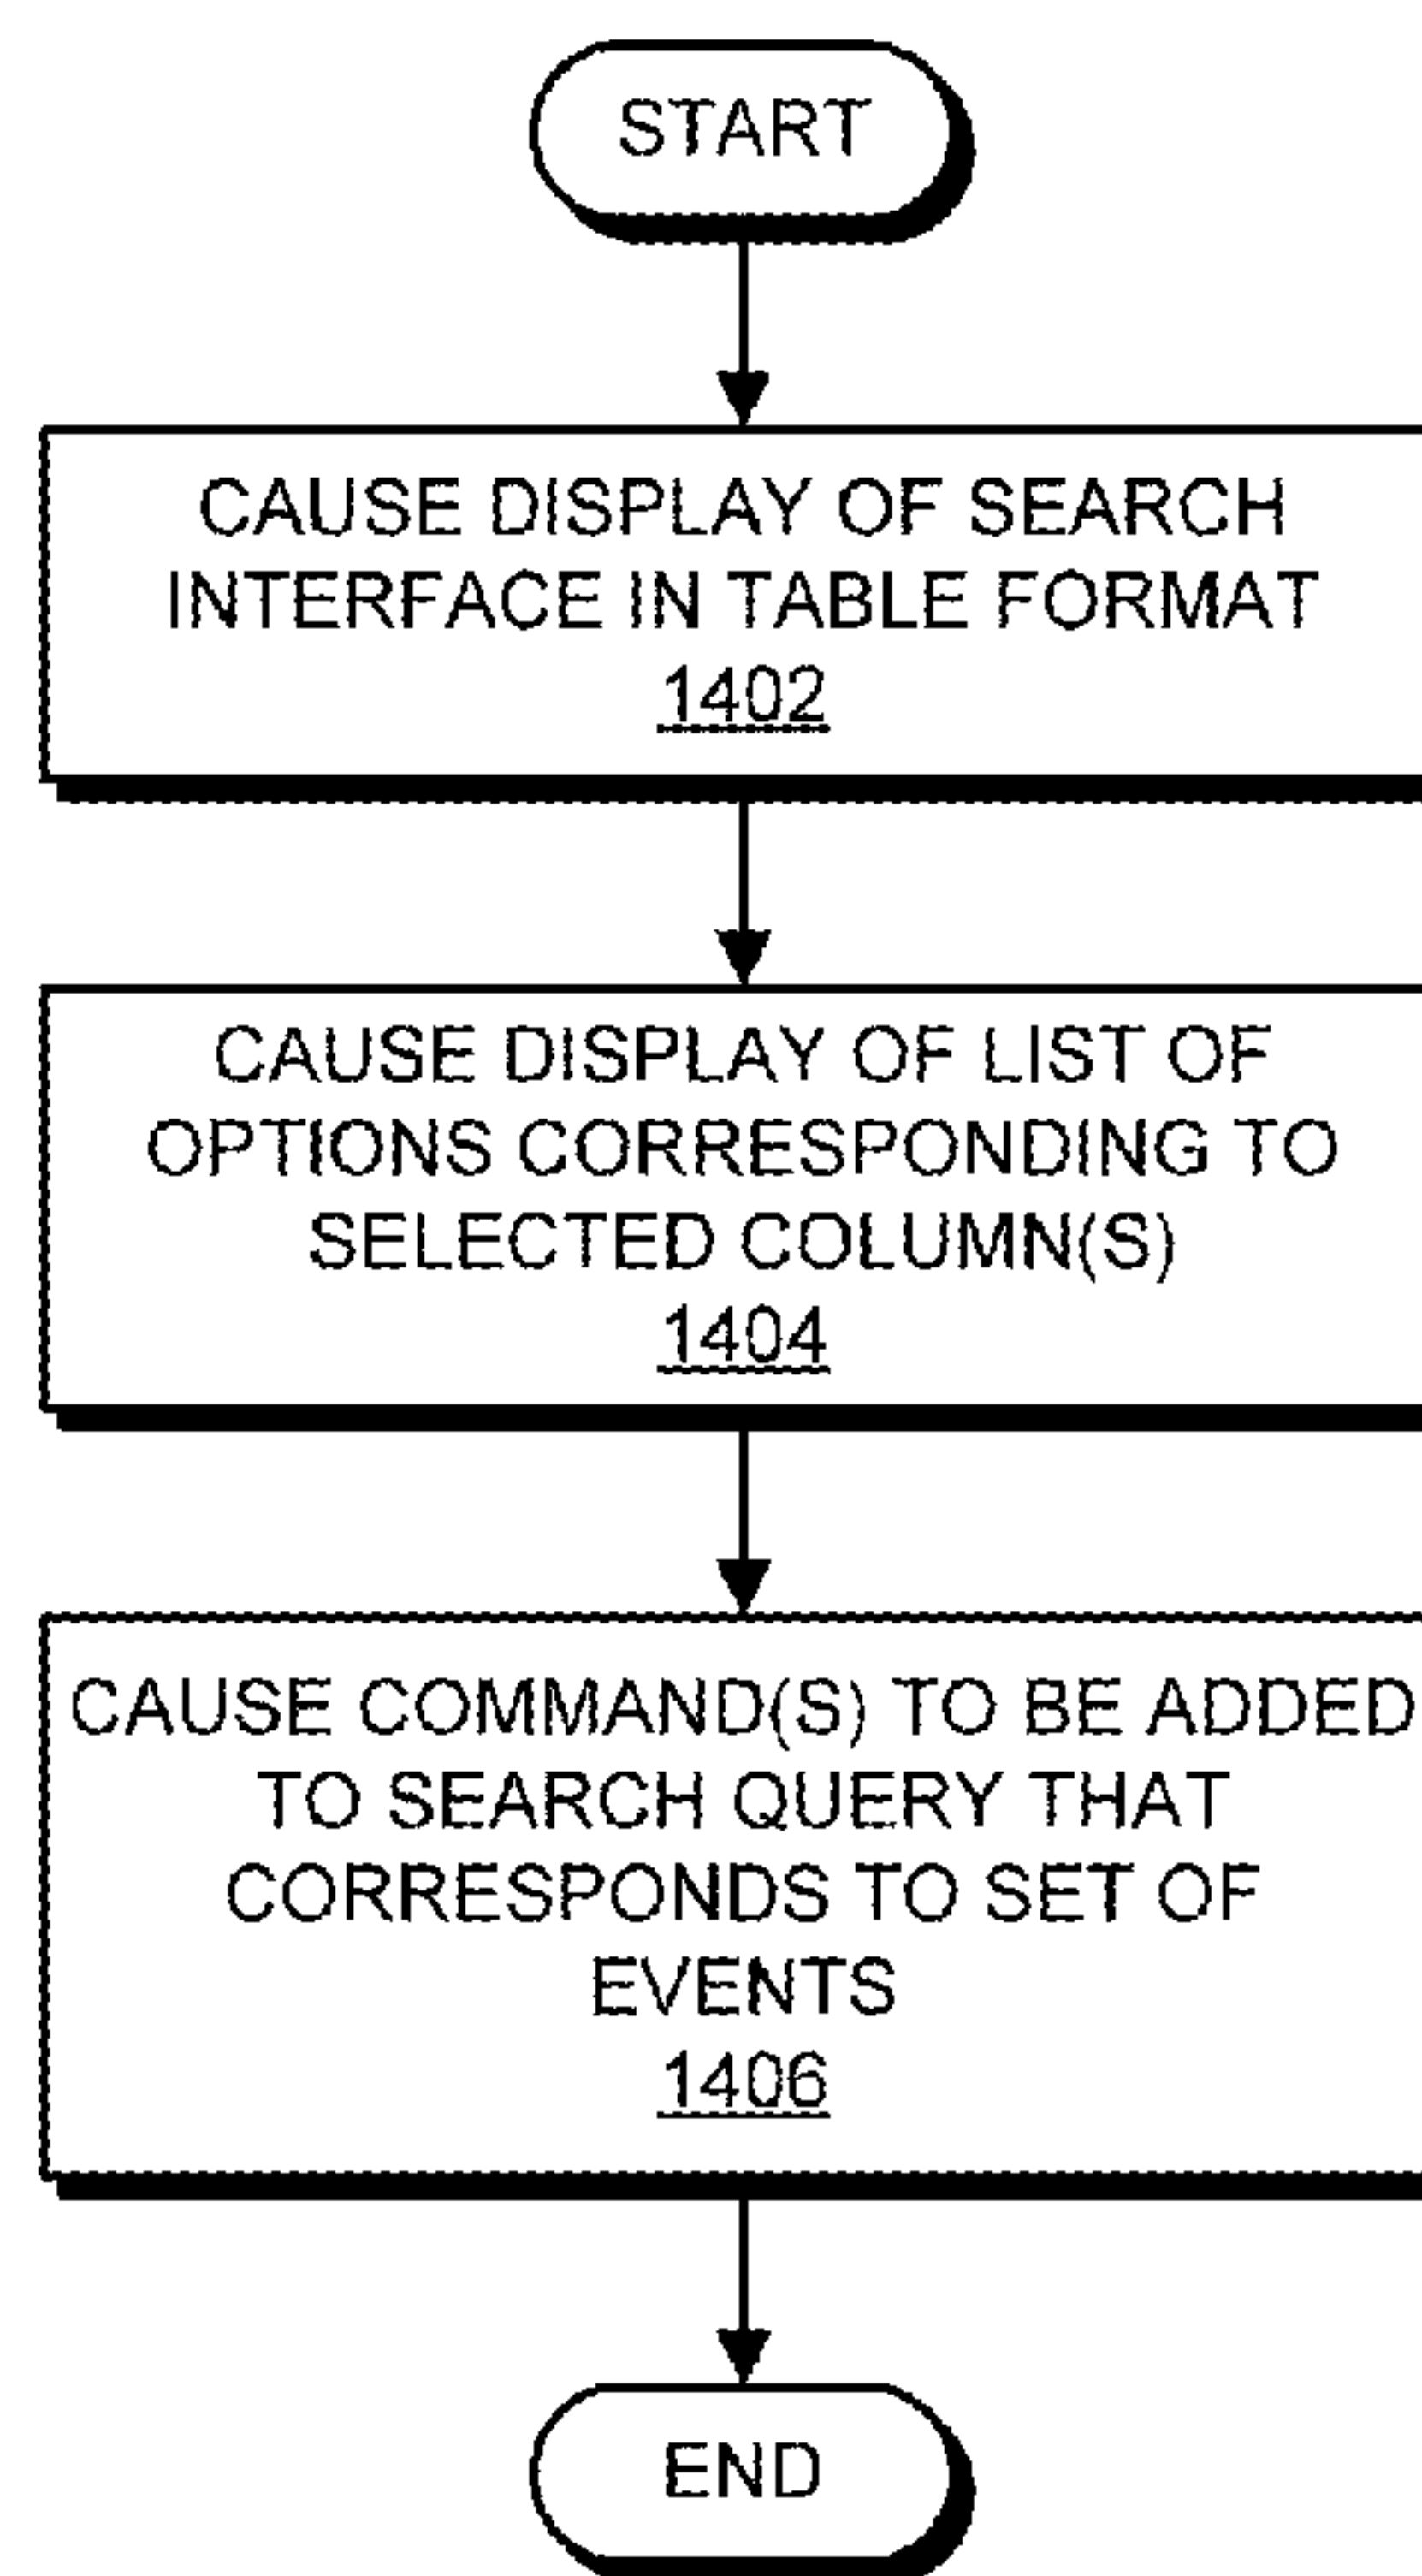 START
CAUSE DISPLAY OF SEARCH
INTERFACE IN TABLE FORMAT
1402
CAUSE DISPLAY OF LIST OF
OPTIONS CORRESPONDING TO
SELECTED COLUMN(S)
1404
CAUSE COMMAND(S) TO BE ADDED
TO SEARCH QUERY THAT
CORRESPONDS TO SET OF
EVENTS
1406
END